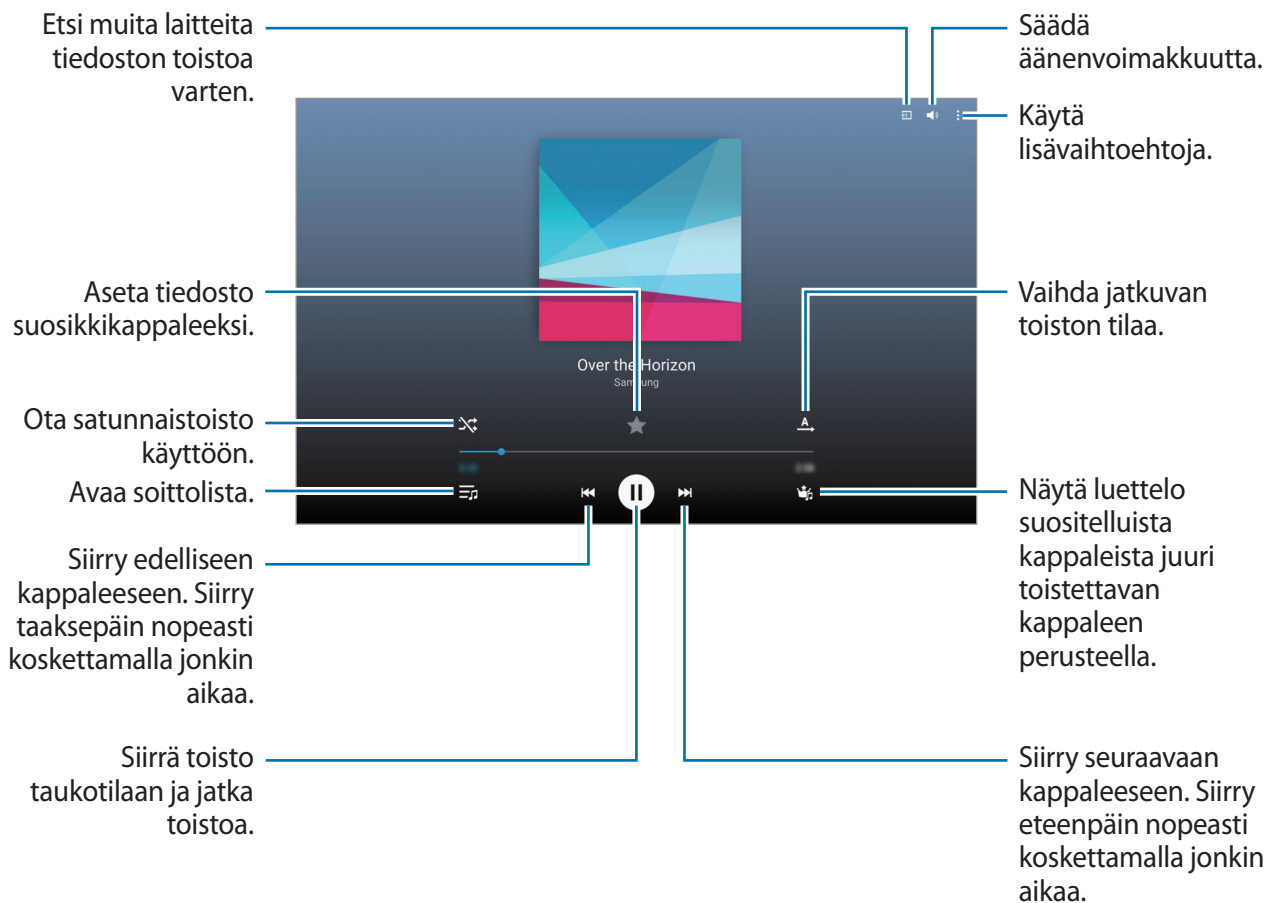 Etsi muita laitteita
tiedoston toistoa
varten.
Säädä
äänenvoimakkuutta.
Käytä
lisävaihtoehtoja.
Aseta tiedosto
suosikkikappaleeksi.
Vaihda jatkuvan
toiston tilaa.
Over the Horizon
Samsung
Ota satunnaistoisto
käyttöön.
A
Avaa soittolista.
Näytä luettelo
suositelluista
kappaleista juuri
toistettavan
kappaleen
perusteella.
Siirry edelliseen
kappaleeseen. Siirry
taaksepäin nopeasti
koskettamalla jonkin
aikaa.
Siirrä toisto
taukotilaan ja jatka
toistoa.
Siirry seuraavaan
kappaleeseen. Siirry
eteenpäin nopeasti
koskettamalla jonkin
aikaa.